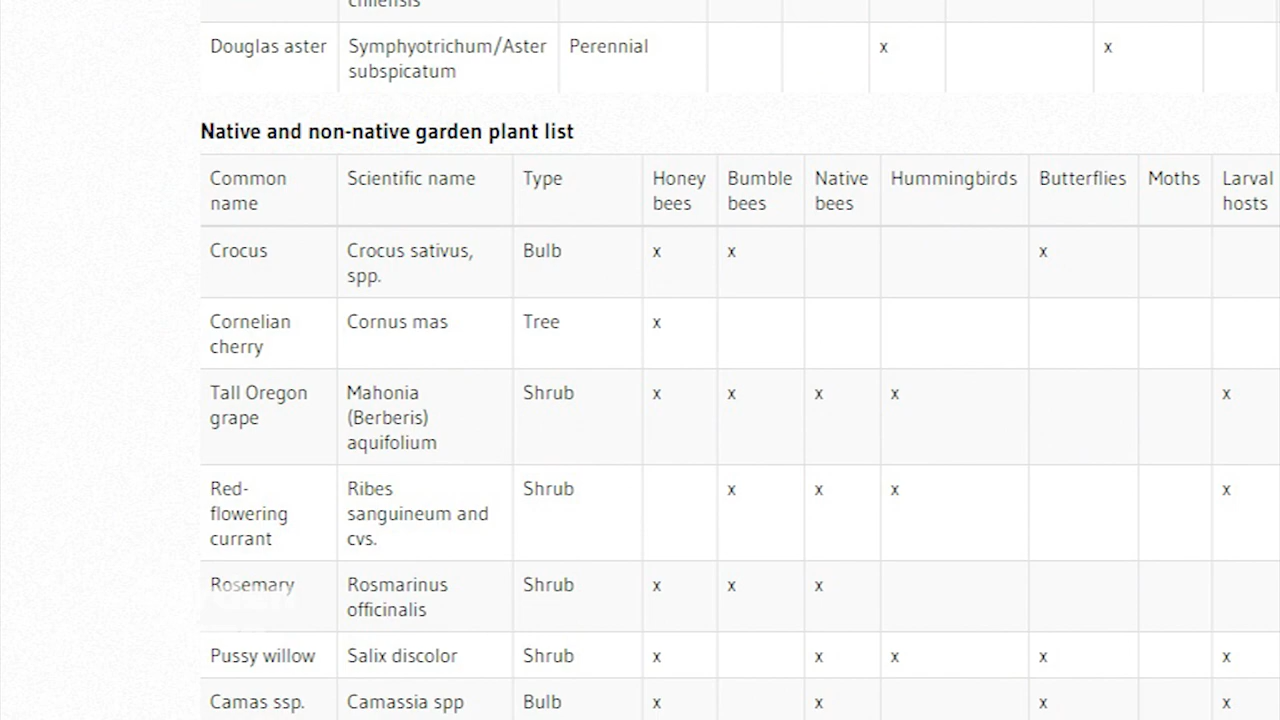 chilensis
Douglas aster Symphyotrichum/Aster Perennial x x
subspicatum
Native and non-native garden plant list
Common Scientific name Type Honey Bumble Native Hummingbirds Butterflies Moths Larval
name bees bees bees hosts
Crocus Crocus sativus, Bulb x x x
spp.
Cornelian Cornus mas Tree x
cherry
Tall Oregon Mahonia Shrub x x x x x
grape (Berberis)
aquifolium
Red- Ribes Shrub x x x x
flowering sanguineum and
currant cvs.
Rosemary Rosmarinus Shrub x x x
officinalis
Pussy willow Salix discolor Shrub x x x x x
Camas ssp. Camassia spp Bulb x x x x